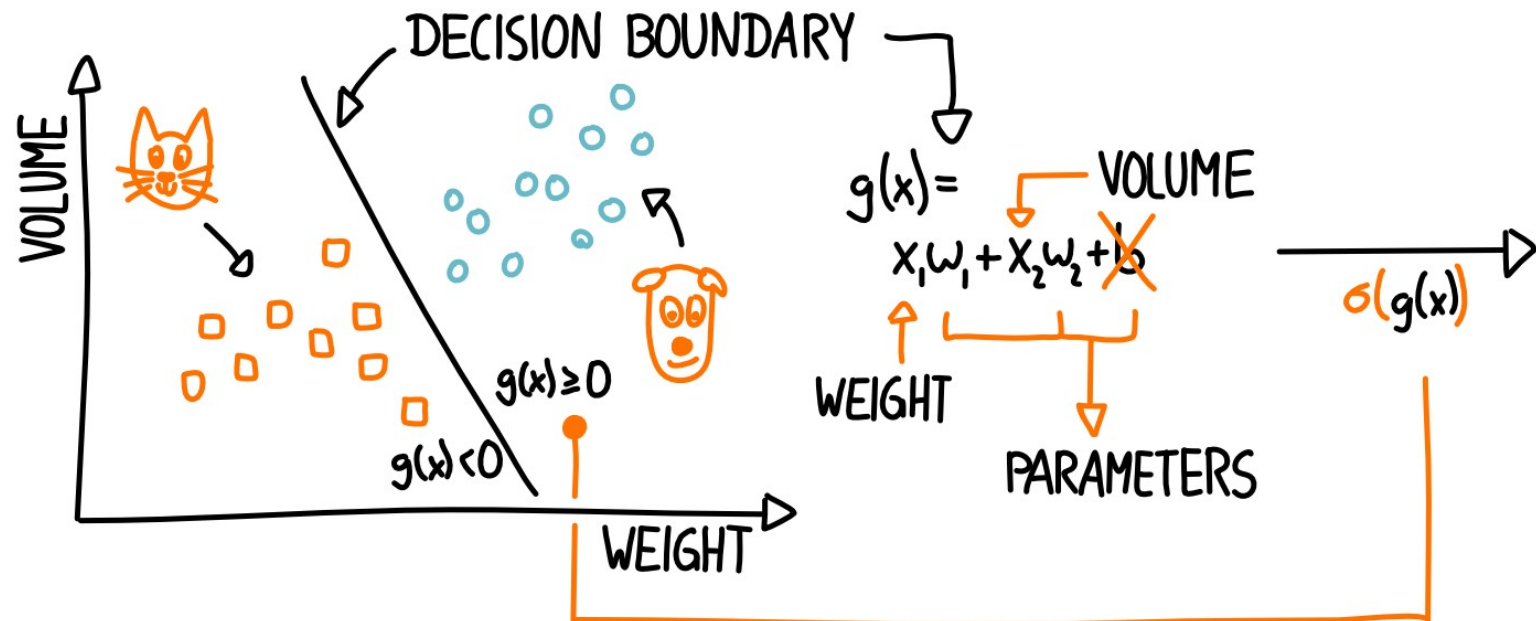 DECISION BOUNDARY
VOLUME
g(x)=
VOLUME
x₁w₁+x₂w₂+b
σ(g(x))
g(x)≥0
WEIGHT
g(x)<0
PARAMETERS
WEIGHT